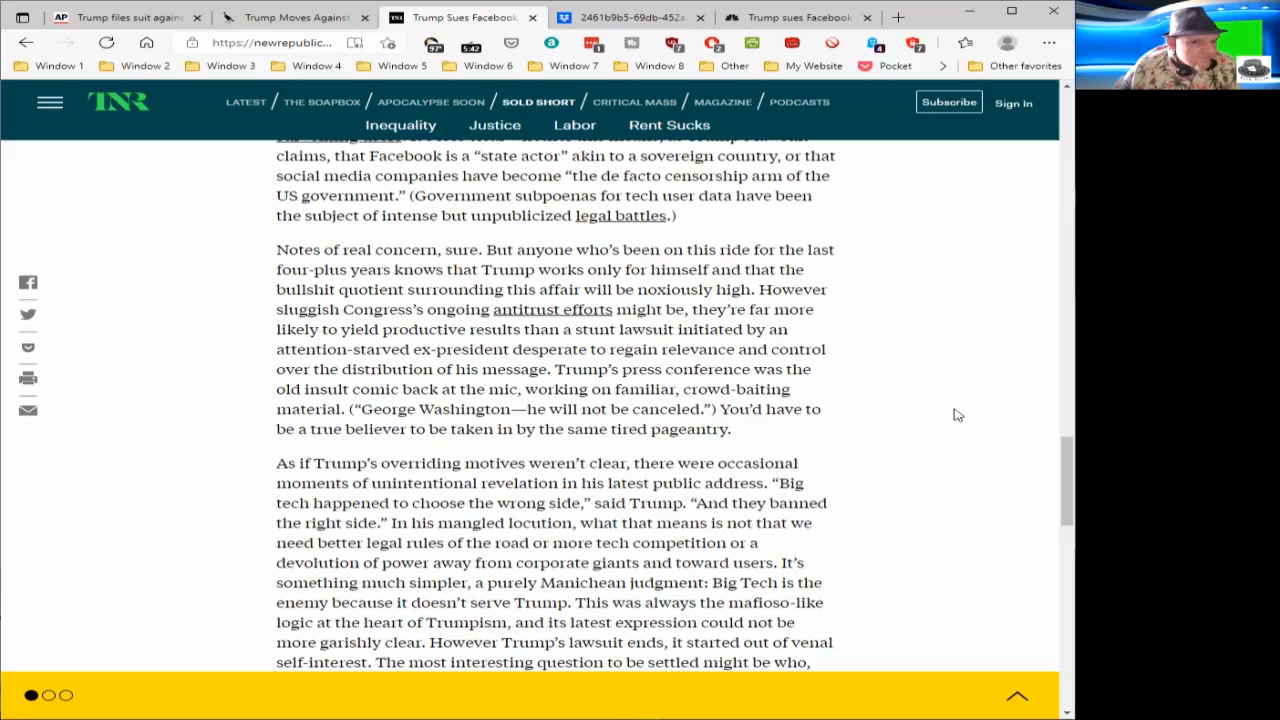 Trump files suit agains
Trump Moves Against
Trump Sues Facebook,
2461b9b5-69db-452a
Trump sues Facebook
https://newrepublic...
97°
5:42
1
7
2
4
7
Window 1
Window 2
Window 3
Window 4
Window 5
Window 6
Window 7
Window 8
Other
My Website
Pocket
Other favorites
TNR
LATEST / THE SOAPBOX / APOCALYPSE SOON / SOLD SHORT / CRITICAL MASS / MAGAZINE / PODCASTS
Subscribe
Sign In
Inequality
Justice
Labor
Rent Sucks
claims, that Facebook is a “state actor” akin to a sovereign country, or that
social media companies have become “the de facto censorship arm of the
US government.” (Government subpoenas for tech user data have been
the subject of intense but unpublicized legal battles.)
Notes of real concern, sure. But anyone who’s been on this ride for the last
four-plus years knows that Trump works only for himself and that the
bullshit quotient surrounding this affair will be noxiously high. However
sluggish Congress’s ongoing antitrust efforts might be, they’re far more
likely to yield productive results than a stunt lawsuit initiated by an
attention-starved ex-president desperate to regain relevance and control
over the distribution of his message. Trump’s press conference was the
old insult comic back at the mic, working on familiar, crowd-baiting
material. (“George Washington—he will not be canceled.”) You’d have to
be a true believer to be taken in by the same tired pageantry.
As if Trump’s overriding motives weren’t clear, there were occasional
moments of unintentional revelation in his latest public address. “Big
tech happened to choose the wrong side,” said Trump. “And they banned
the right side.” In his mangled locution, what that means is not that we
need better legal rules of the road or more tech competition or a
devolution of power away from corporate giants and toward users. It’s
something much simpler, a purely Manichean judgment: Big Tech is the
enemy because it doesn’t serve Trump. This was always the mafioso-like
logic at the heart of Trumpism, and its latest expression could not be
more garishly clear. However Trump’s lawsuit ends, it started out of venal
self-interest. The most interesting question to be settled might be who,